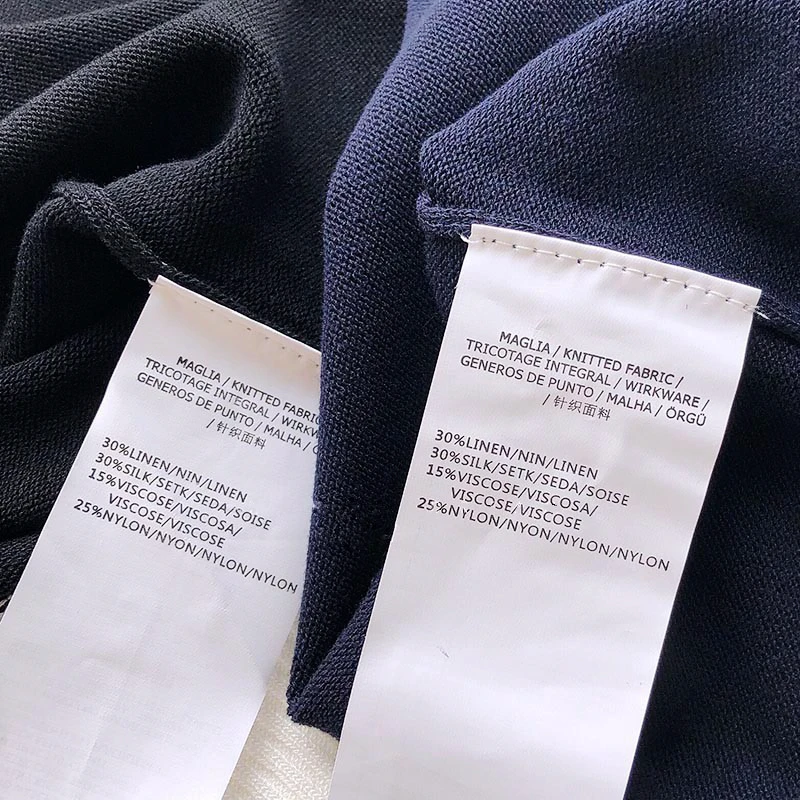 MAGLIA / KNITTED FABRIC
TRICOTAGE INTEGRAL / WIRKW
GENEROS DE PUNTO / MALHA /
/ 针织面料
30%LINEN/NIN/LINEN
30%SILK/SETK/SEDA/SOISE
15%VISCOSE/VISCOSA/
VISCOSE/VISCOSE
25%NYLON/NYON/NYLON/NYLON
MAGLIA / KNITTED FABRIC /
TRICOTAGE INTEGRAL / WIRKWARE /
GENEROS DE PUNTO / MALHA / ÖRGÜ
/ 针织面料
30%LINEN/NIN/LINEN
30%SILK/SETK/SEDA/SOISE
15%VISCOSE/VISCOSA/
VISCOSE/VISCOSE
25%NYLON/NYLON/NYLON/NYLON